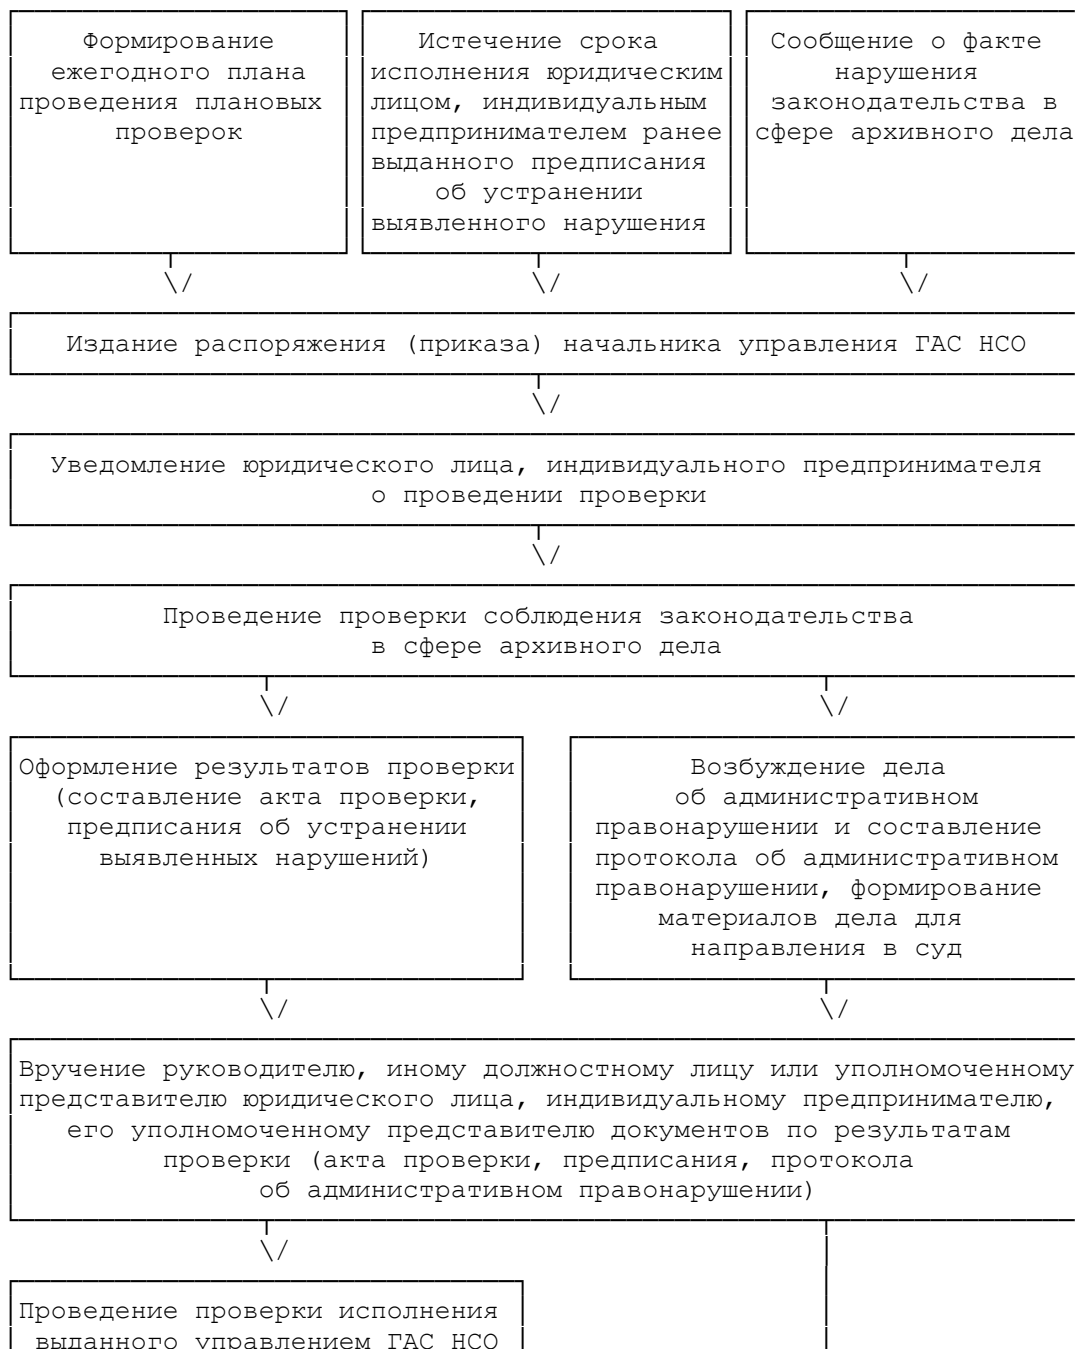 Формирование
ежегодного плана
проведения плановых
проверок
Истечение срока
исполнения юридическим
лицом, индивидуальным
предпринимателем ранее
выданного предписания
об устранении
выявленного нарушения
Сообщение о факте
нарушения
законодательства в
сфере архивного дела
\/ \/ \/
Издание распоряжения (приказа) начальника управления ГАС НСО
\/
Уведомление юридического лица, индивидуального предпринимателя
о проведении проверки
\/
Проведение проверки соблюдения законодательства
в сфере архивного дела
\/ \/
Оформление результатов проверки
(составление акта проверки,
предписания об устранении
выявленных нарушений)
Возбуждение дела
об административном
правонарушении и составление
протокола об административном
правонарушении, формирование
материалов дела для
направления в суд
\/ \/
Вручение руководителю, иному должностному лицу или уполномоченному
представителю юридического лица, индивидуальному предпринимателю,
его уполномоченному представителю документов по результатам
проверки (акта проверки, предписания, протокола
об административном правонарушении)
\/
Проведение проверки исполнения
выданного управлением ГАС НСО